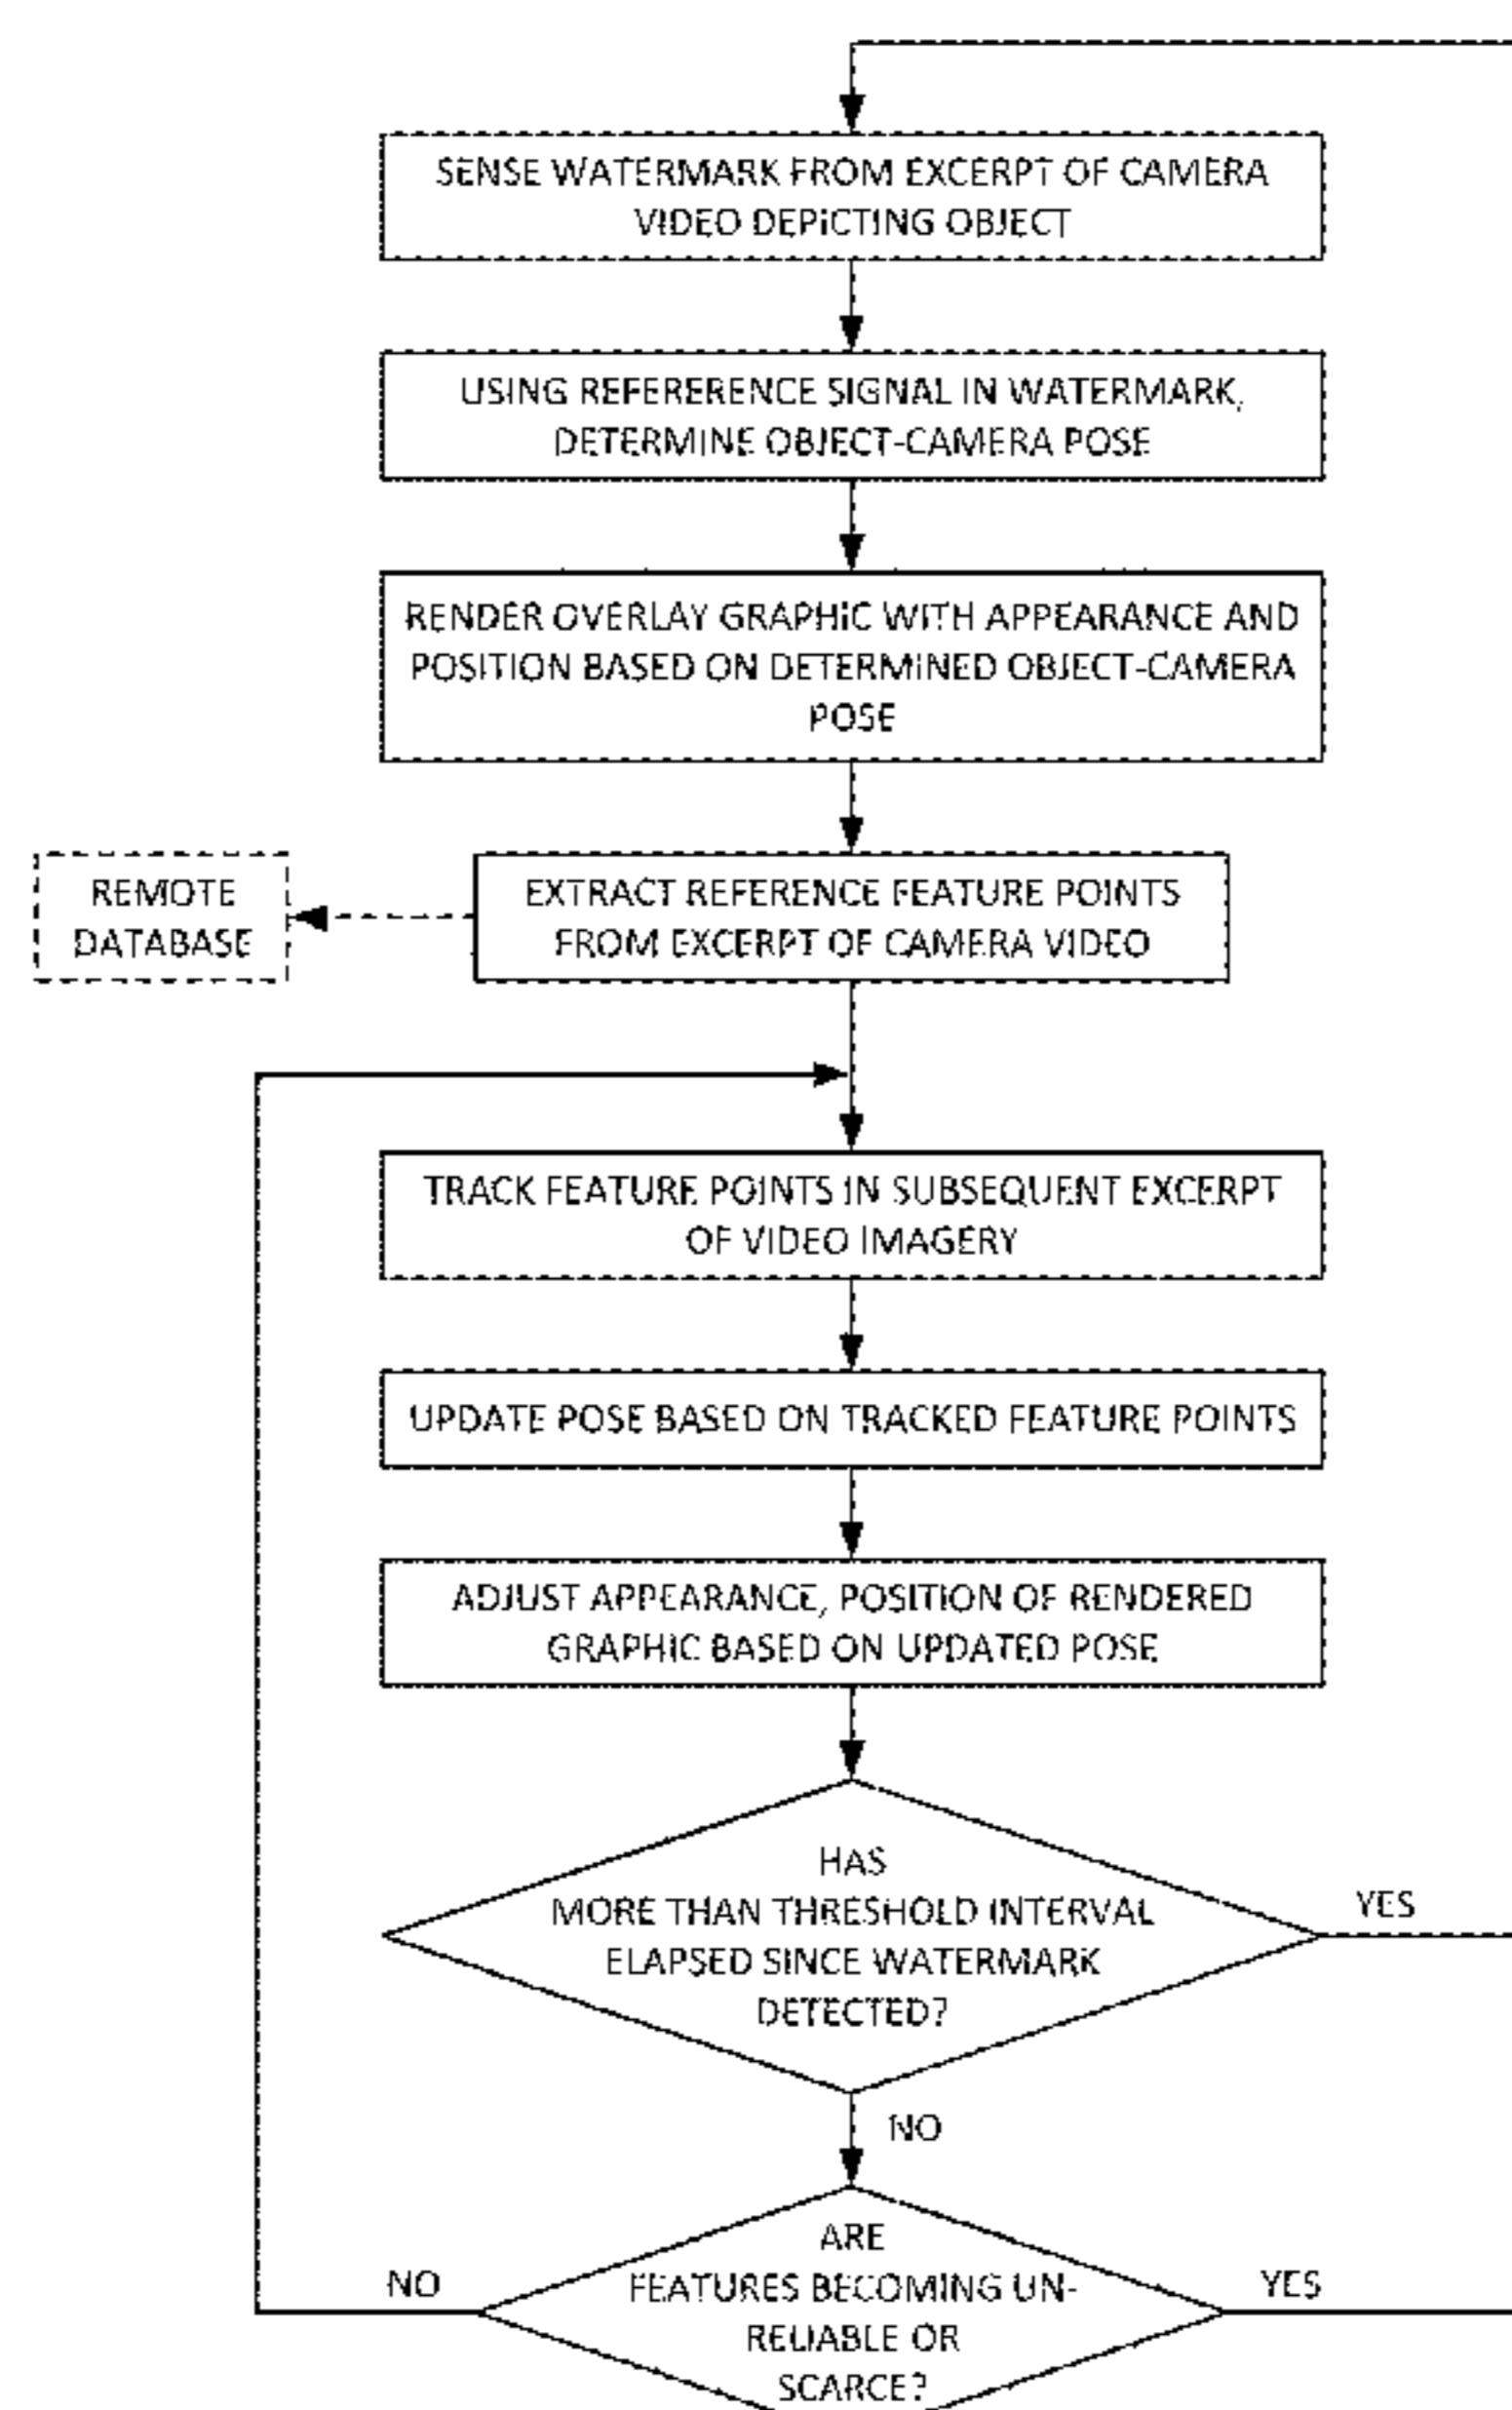 SENSE WATERMARK FROM EXCERPT OF CAMERA
VIDEO DEPICTING OBJECT
USING REFERERENCE SIGNAL IN WATERMARK,
DETERMINE OBJECT-CAMERA POSE
RENDER OVERLAY GRAPHIC WITH APPEARANCE AND
POSITION BASED ON DETERMINED OBJECT-CAMERA
POSE
REMOTE
DATABASE
EXTRACT REFERENCE FEATURE POINTS
FROM EXCERPT OF CAMERA VIDEO
TRACK FEATURE POINTS IN SUBSEQUENT EXCERPT
OF VIDEO IMAGERY
UPDATE POSE BASED ON TRACKED FEATURE POINTS
ADJUST APPEARANCE, POSITION OF RENDERED
GRAPHIC BASED ON UPDATED POSE
HAS
MORE THAN THRESHOLD INTERVAL
ELAPSED SINCE WATERMARK
DETECTED?
YES
NO
ARE
FEATURES BECOMING UN-
RELIABLE OR
SCARCE?
NO
YES